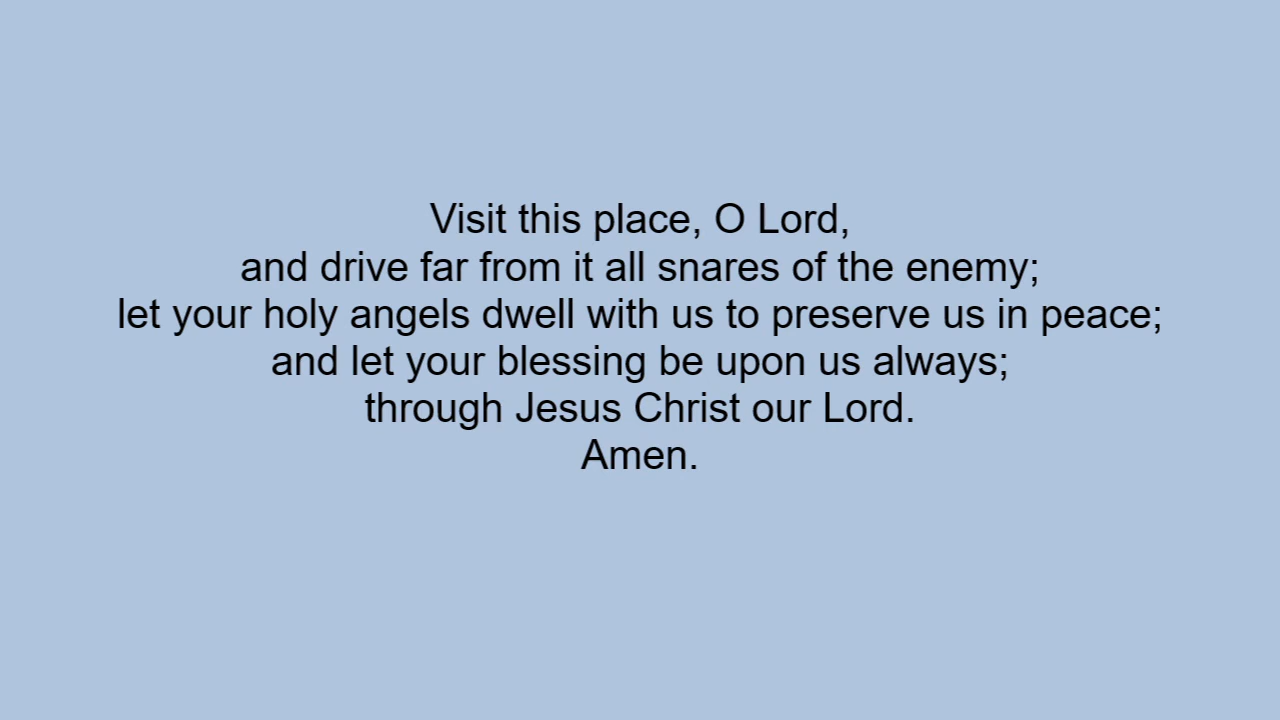 Visit this place, O Lord,
and drive far from it all snares of the enemy;
let your holy angels dwell with us to preserve us in peace;
and let your blessing be upon us always;
through Jesus Christ our Lord.
Amen.